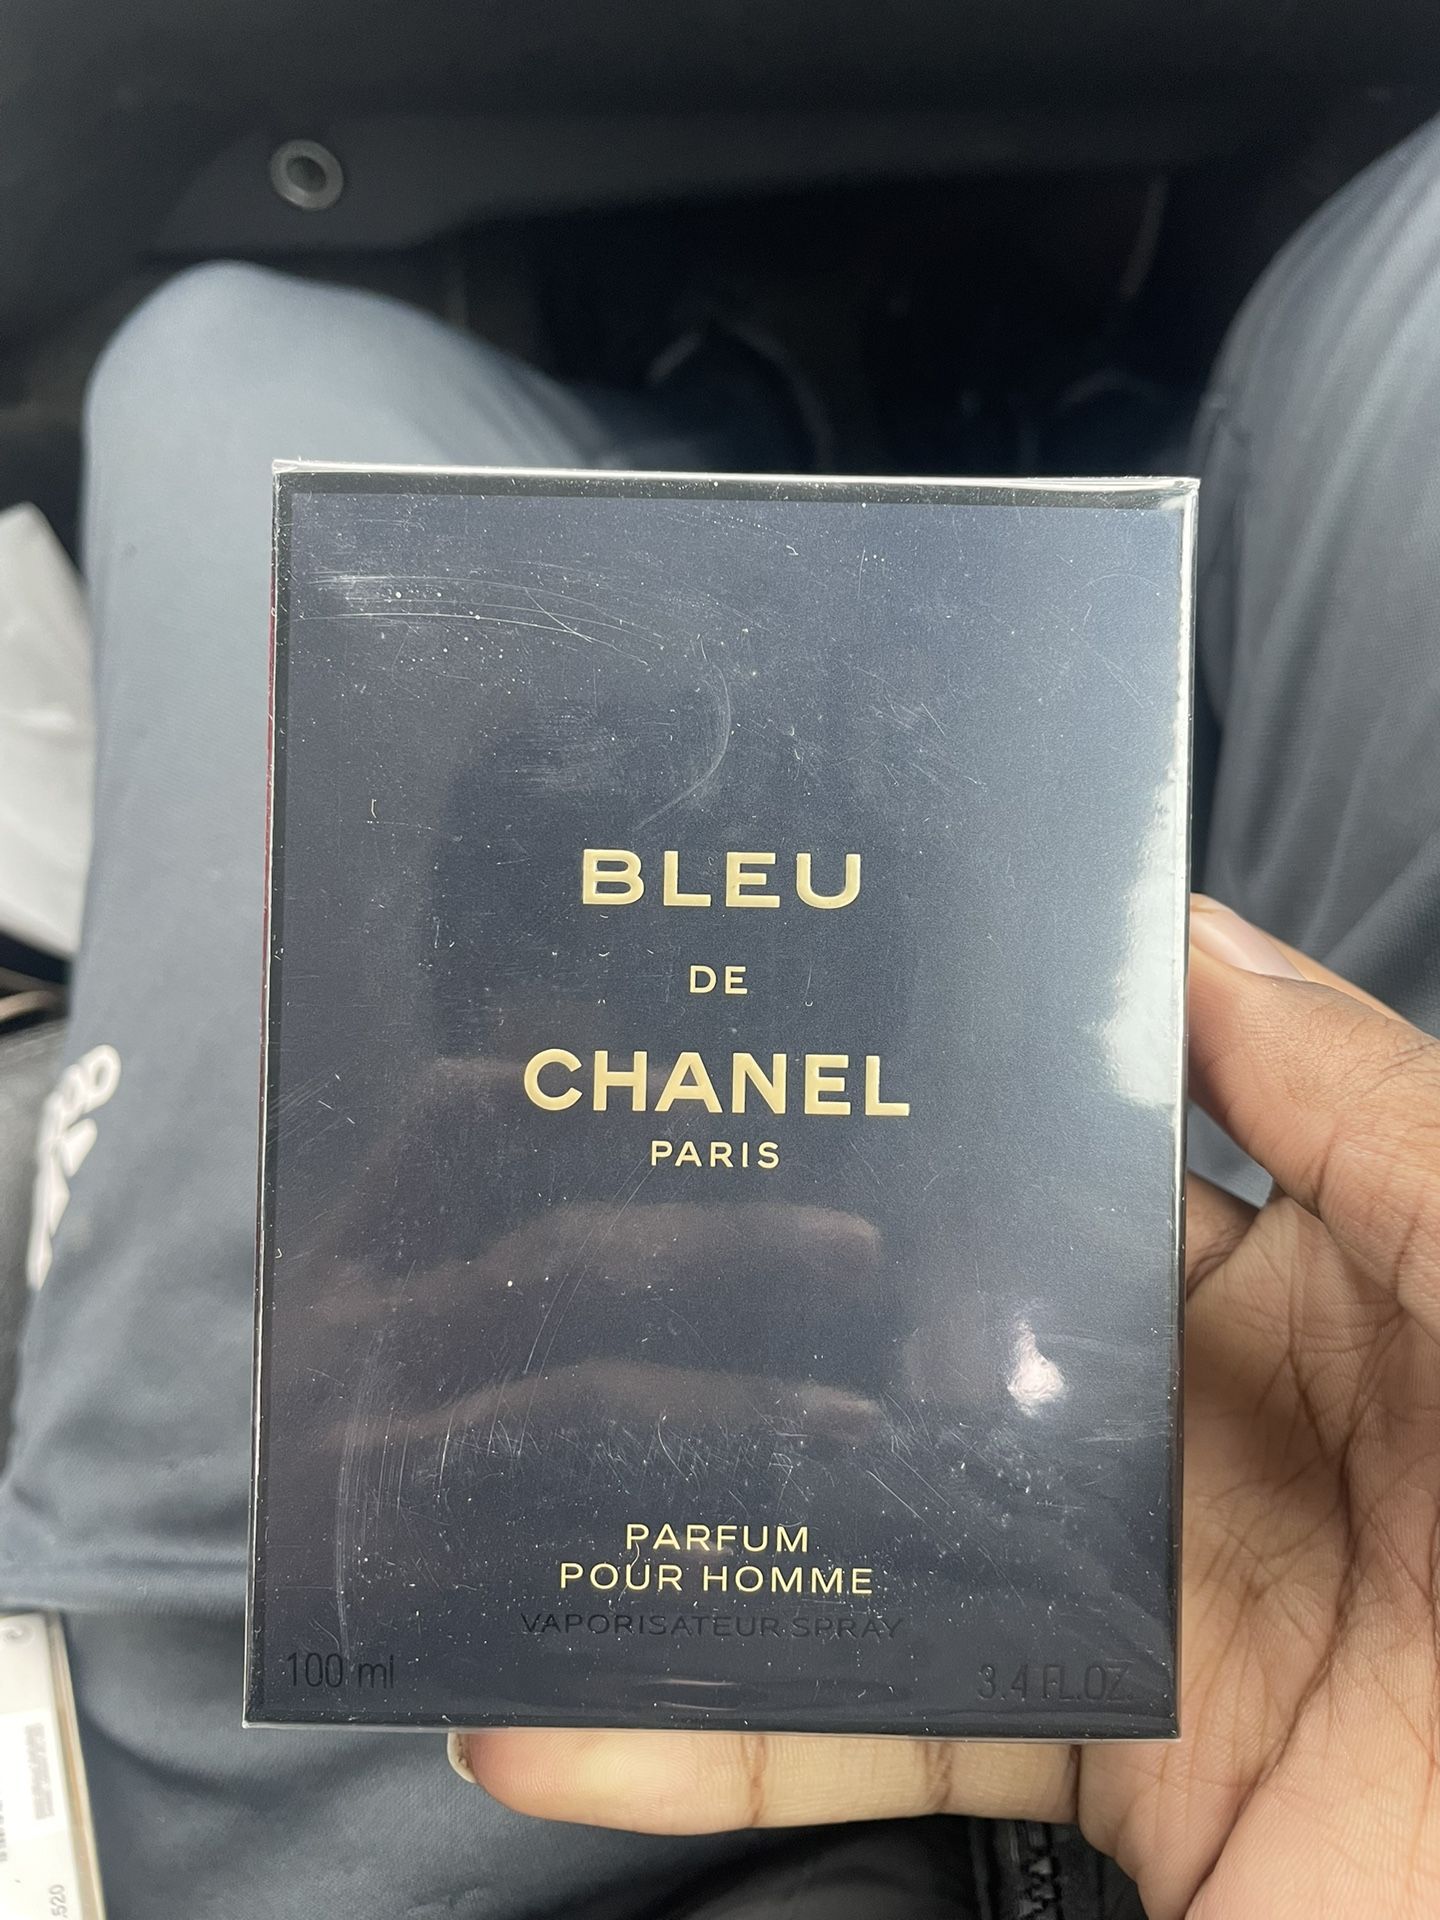 BLEU
DE
CHANEL
PARIS
PARFUM
POUR HOMME
VAPORISATEUR SPRAY
100 ml 3.4 FL.OZ.